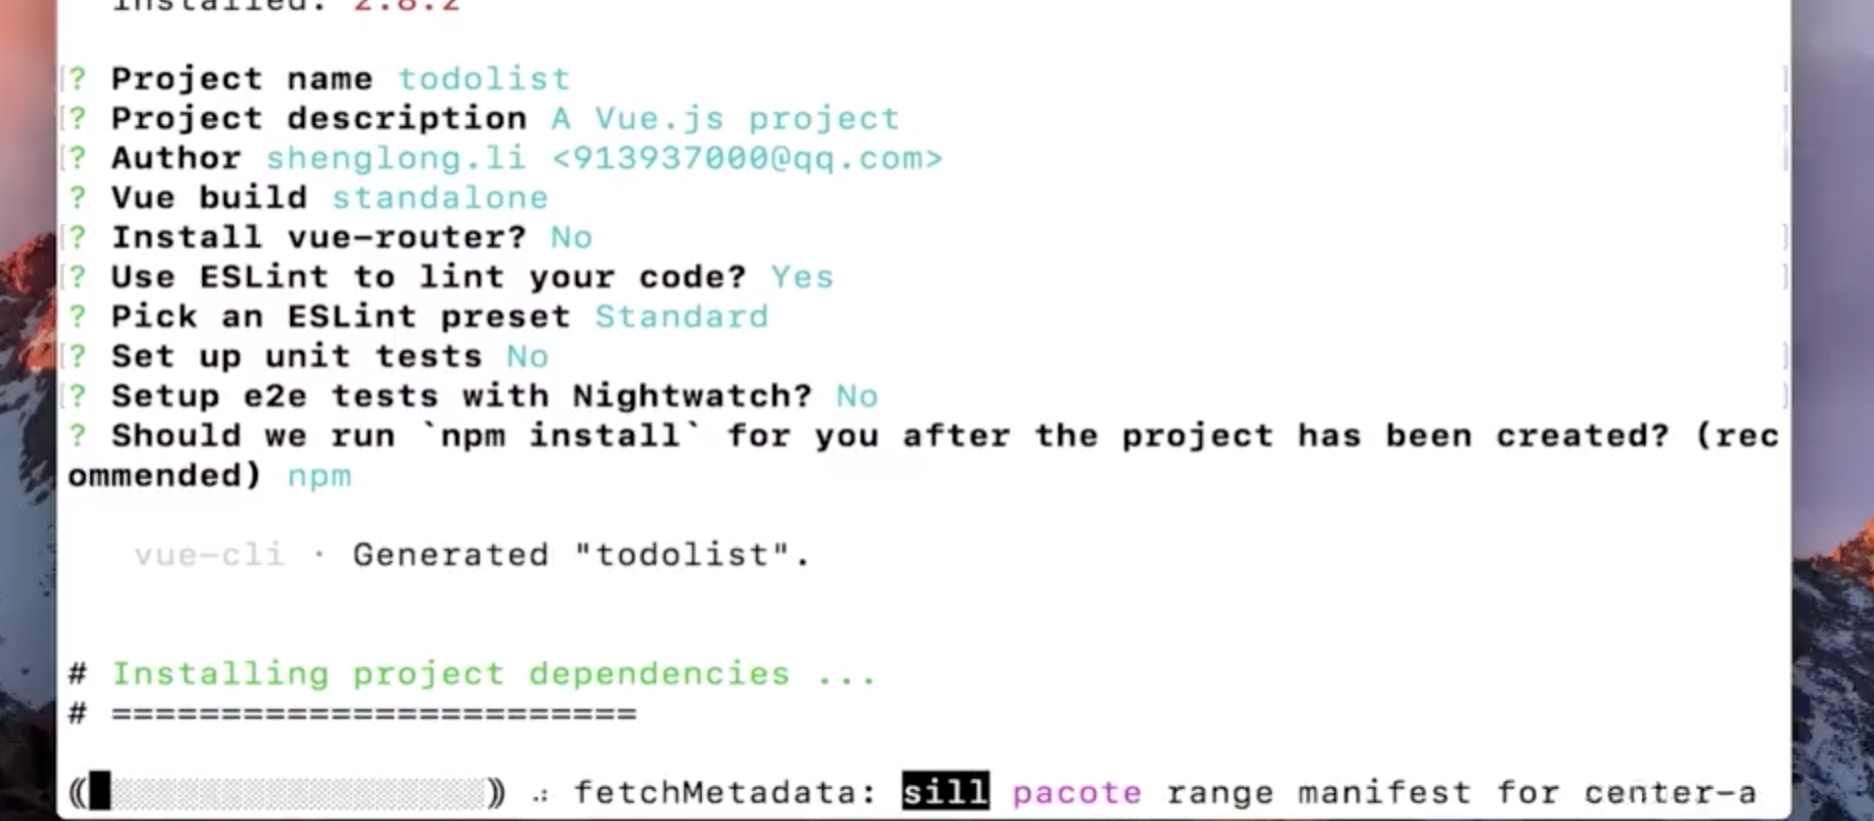 Installed: 2.8.2
? Project name todolist
? Project description A Vue.js project
? Author shenglong.li <913937000@qq.com>
? Vue build standalone
? Install vue-router? No
? Use ESLint to lint your code? Yes
? Pick an ESLint preset Standard
? Set up unit tests No
? Setup e2e tests with Nightwatch? No
? Should we run `npm install` for you after the project has been created? (rec
ommended) npm
vue-cli · Generated "todolist".
# Installing project dependencies ...
# ========================
fetchMetadata: sill pacote range manifest for center-a